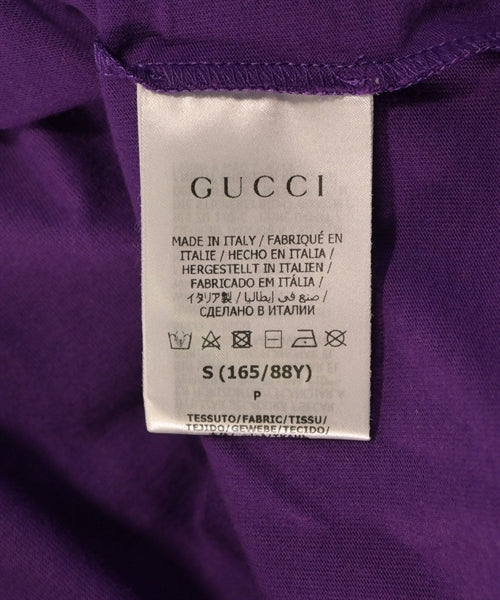 GUCCI
MADE IN ITALY / FABRIQUÉ EN
ITALIE / HECHO EN ITALIA /
HERGESTELLT IN ITALIEN /
FABRICADO EM ITÁLIA /
イタリア製 / صنع في إيطاليا /
СДЕЛАНО В ИТАЛИИ
S (165/88Y)
P
TESSUTO/FABRIC/TISSU/
TEJIDO/GEWEBE/TECIDO/